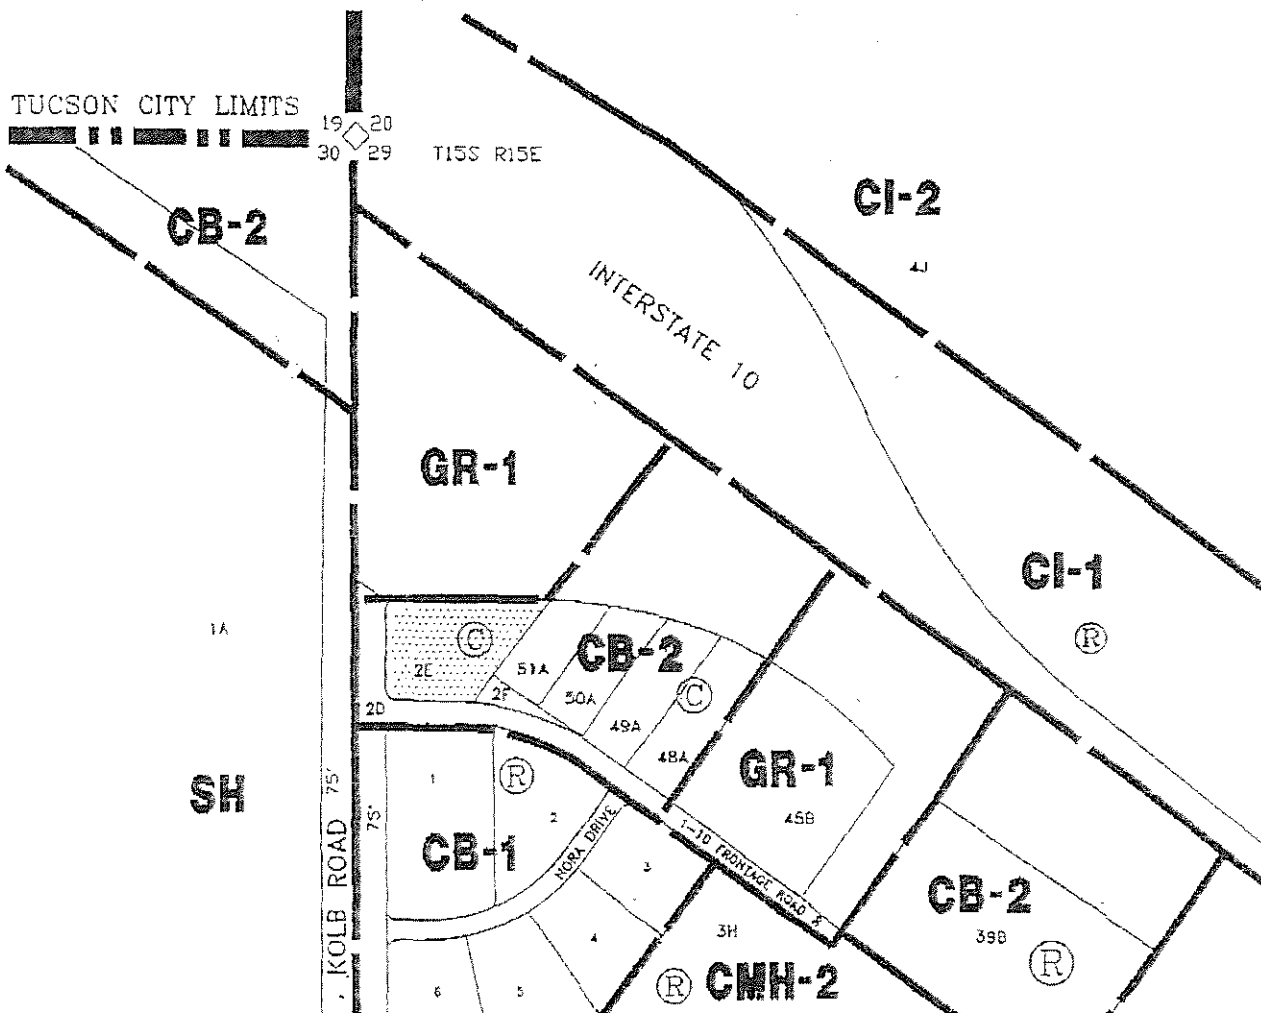 TUCSON CITY LIMITS
19 20
30 29
T15S R15E
CB-2
CI-2
4J
INTERSTATE 10
GR-1
CI-1
R
1A
C
2E
51A
CB-2
2F
50A
C
2D
49A
48A
SH
75'
75'
1
R
2
GR-1
45B
CB-1
NORA DRIVE
I-10 FRONTAGE ROAD
3
KOLB ROAD
CB-2
39B
R
4
3H
R
CMH-2
6
5